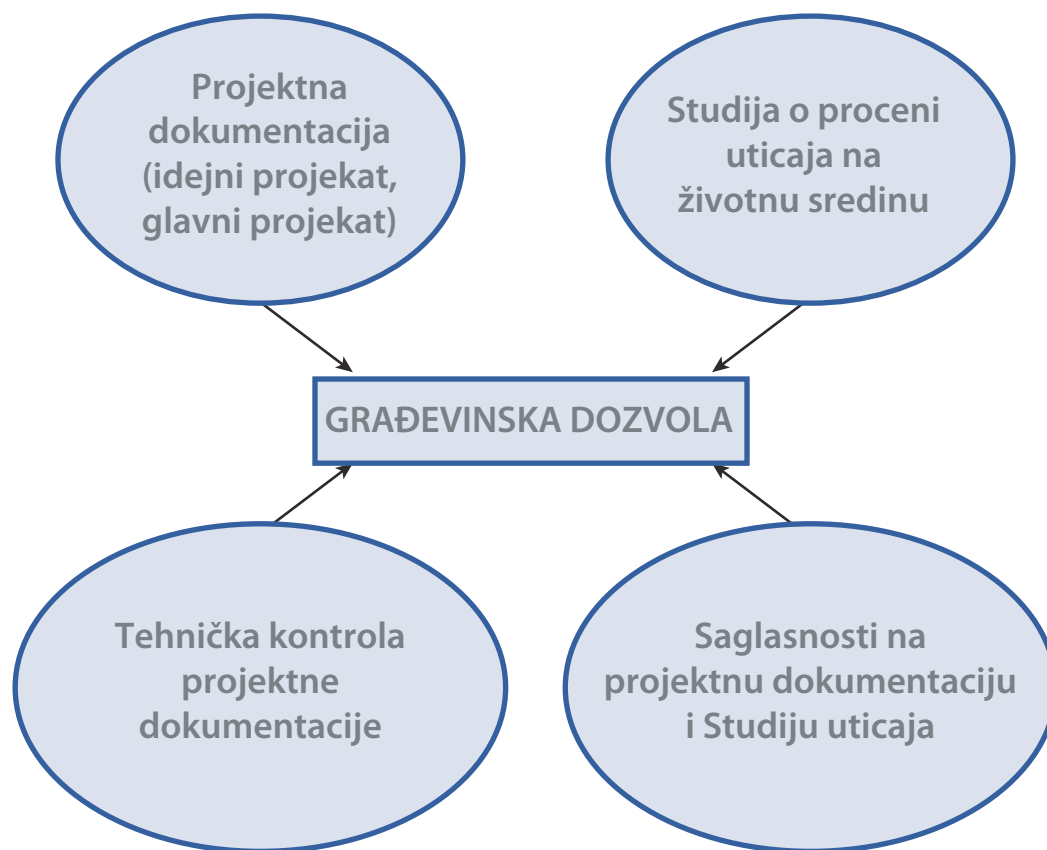 Projektna
dokumentacija
(idejni projekat,
glavni projekat)
Studija o proceni
uticaja na
životnu sredinu
GRAĐEVINSKA DOZVOLA
Tehnička kontrola
projektne
dokumentacije
Saglasnosti na
projektnu dokumentaciju
i Studiju uticaja